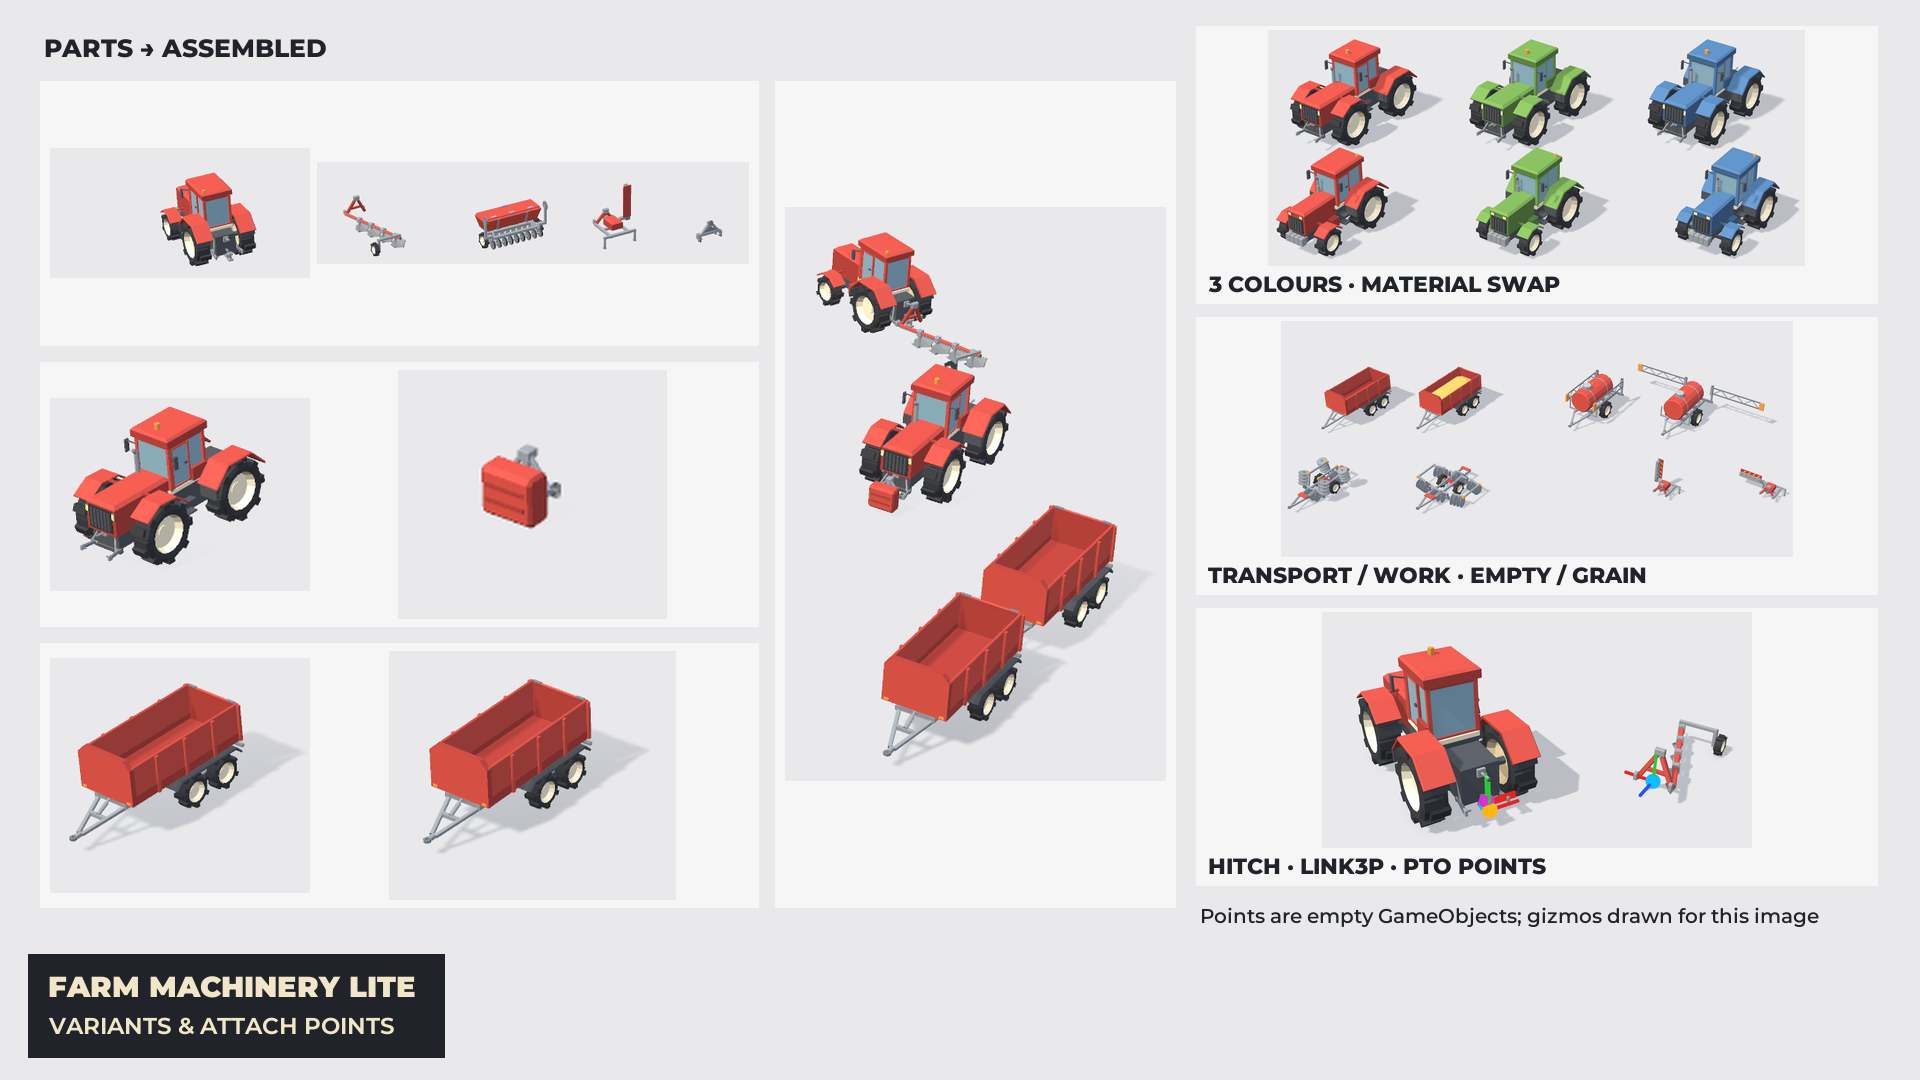 PARTS → ASSEMBLED
3 COLOURS · MATERIAL SWAP
TRANSPORT / WORK · EMPTY / GRAIN
HITCH · LINK3P · PTO POINTS
Points are empty GameObjects; gizmos drawn for this image
FARM MACHINERY LITE
VARIANTS & ATTACH POINTS